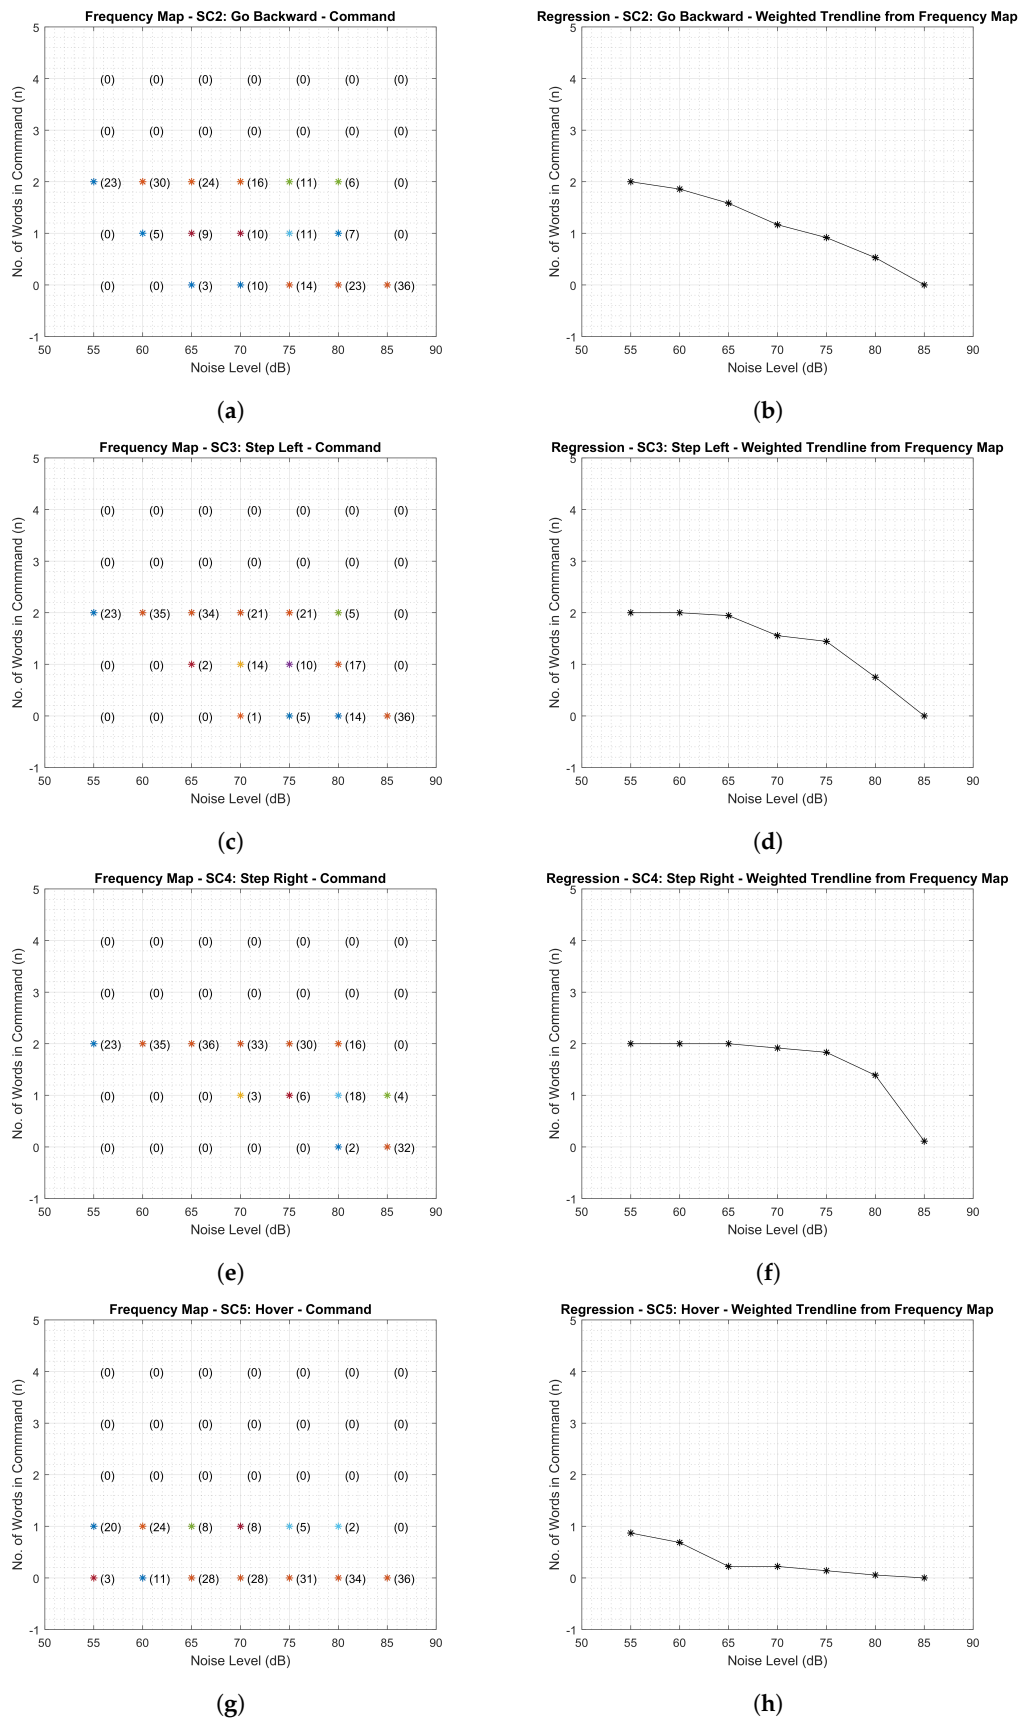 Frequency Map - SC2: Go Backward - Command
5
4 (0) (0) (0) (0) (0) (0) (0)
3 (0) (0) (0) (0) (0) (0) (0)
2 (23) (30) (24) (16) (11) (6) (0)
1 (0) (5) (9) (10) (11) (7) (0)
0 (0) (0) (3) (10) (14) (23) (36)
-1
50 55 60 65 70 75 80 85 90
No. of Words in Commmand (n)
Noise Level (dB)
(a)
Regression - SC2: Go Backward - Weighted Trendline from Frequency Map
5
4
3
2
1
0
-1
50 55 60 65 70 75 80 85 90
No. of Words in Commmand (n)
Noise Level (dB)
(b)
Frequency Map - SC3: Step Left - Command
5
4 (0) (0) (0) (0) (0) (0) (0)
3 (0) (0) (0) (0) (0) (0) (0)
2 (23) (35) (34) (21) (21) (5) (0)
1 (0) (0) (2) (14) (10) (17) (0)
0 (0) (0) (0) (1) (5) (14) (36)
-1
50 55 60 65 70 75 80 85 90
No. of Words in Commmand (n)
Noise Level (dB)
(c)
Regression - SC3: Step Left - Weighted Trendline from Frequency Map
5
4
3
2
1
0
-1
50 55 60 65 70 75 80 85 90
No. of Words in Commmand (n)
Noise Level (dB)
(d)
Frequency Map - SC4: Step Right - Command
5
4 (0) (0) (0) (0) (0) (0) (0)
3 (0) (0) (0) (0) (0) (0) (0)
2 (23) (35) (36) (33) (30) (16) (0)
1 (0) (0) (0) (3) (6) (18) (4)
0 (0) (0) (0) (0) (0) (2) (32)
-1
50 55 60 65 70 75 80 85 90
No. of Words in Commmand (n)
Noise Level (dB)
(e)
Regression - SC4: Step Right - Weighted Trendline from Frequency Map
5
4
3
2
1
0
-1
50 55 60 65 70 75 80 85 90
No. of Words in Commmand (n)
Noise Level (dB)
(f)
Frequency Map - SC5: Hover - Command
5
4 (0) (0) (0) (0) (0) (0) (0)
3 (0) (0) (0) (0) (0) (0) (0)
2 (0) (0) (0) (0) (0) (0) (0)
1 (20) (24) (8) (8) (5) (2) (0)
0 (3) (11) (28) (28) (31) (34) (36)
-1
50 55 60 65 70 75 80 85 90
No. of Words in Commmand (n)
Noise Level (dB)
(g)
Regression - SC5: Hover - Weighted Trendline from Frequency Map
5
4
3
2
1
0
-1
50 55 60 65 70 75 80 85 90
No. of Words in Commmand (n)
Noise Level (dB)
(h)